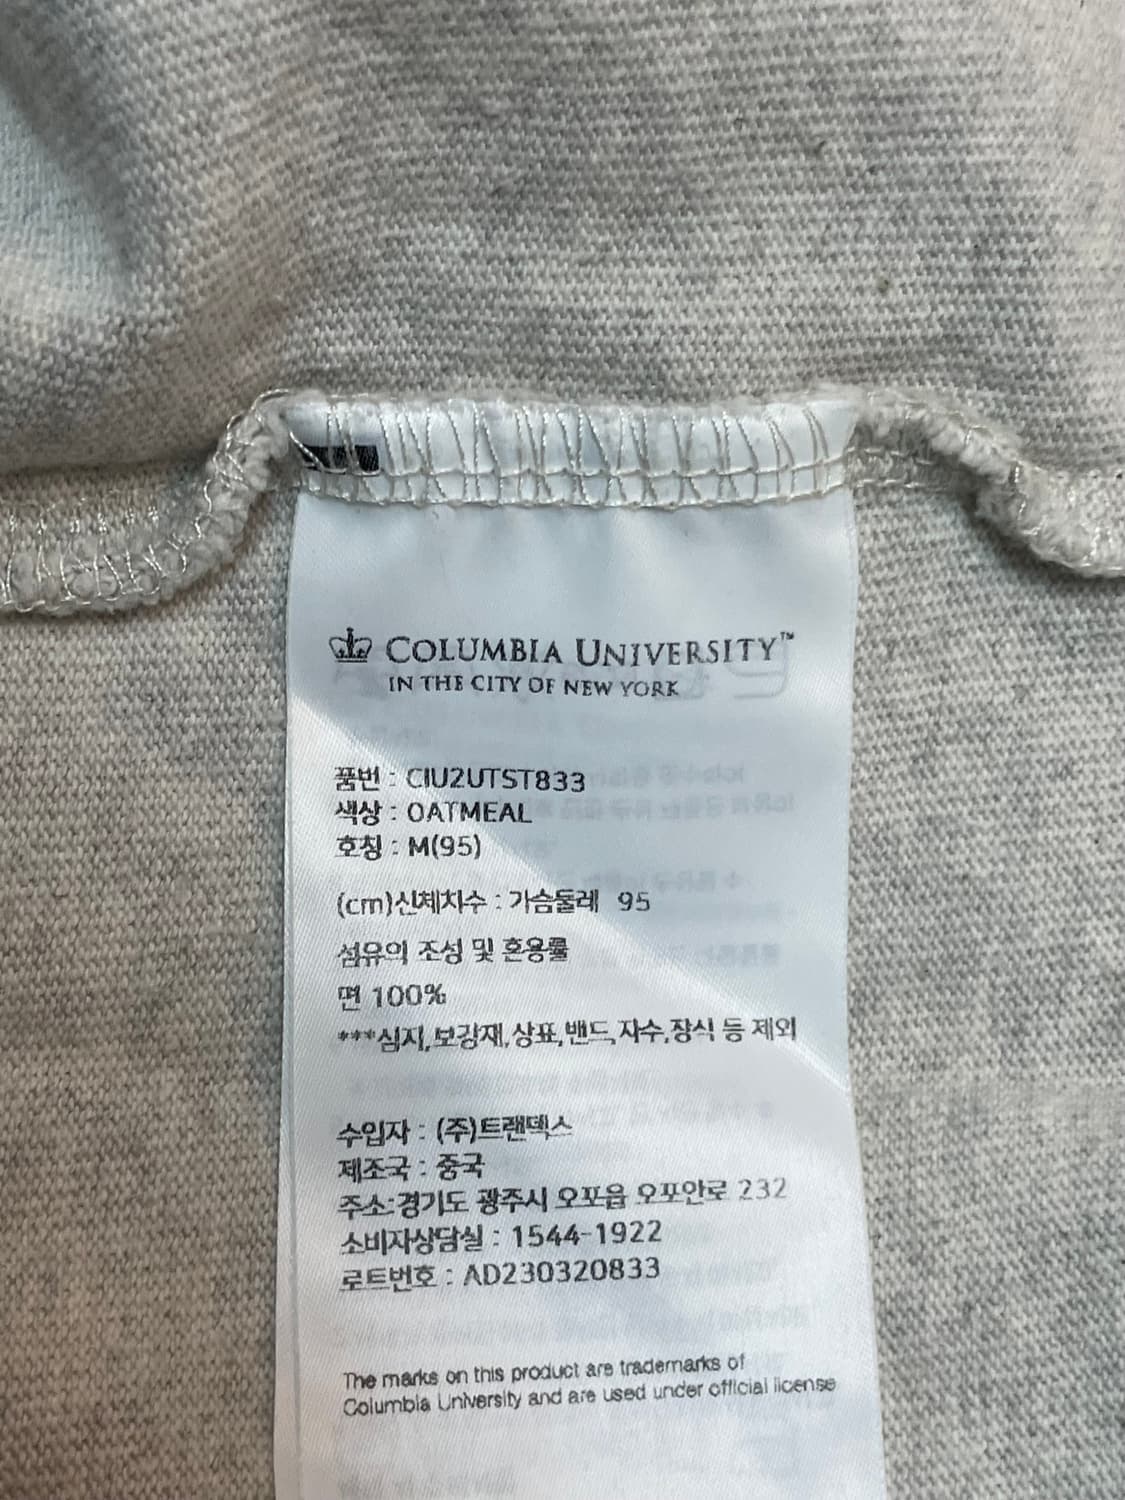 COLUMBIA UNIVERSITY™
IN THE CITY OF NEW YORK
품번 : CIU2UTST833
색상 : OATMEAL
호칭 : M(95)
(cm)신체치수 : 가슴둘레 95
섬유의 조성 및 혼용률
면 100%
***심지,보강재,상표,밴드,자수,장식 등 제외
수입자 : (주)트랜덱스
제조국 : 중국
주소:경기도 광주시 오포읍 오포안로 232
소비자상담실 : 1544-1922
로트번호 : AD230320833
The marks on this product are trademarks of
Columbia University and are used under official license